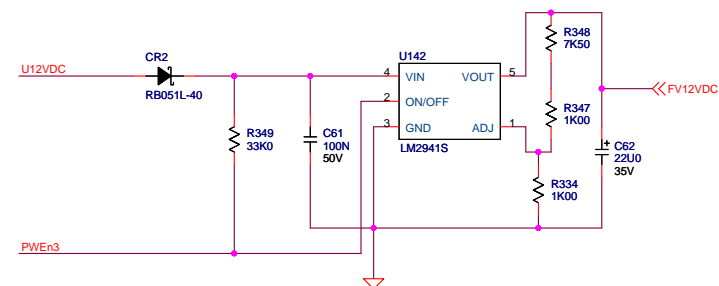 R348
7K50
CR2
U142
U12VDC
4
VIN
VOUT
5
FV12VDC
RB051L-40
2
ON/OFF
R347
1K00
R349
33K0
C61
100N
50V
3
GND
ADJ
1
C62
+
22U0
35V
LM2941S
R334
1K00
PWEn3